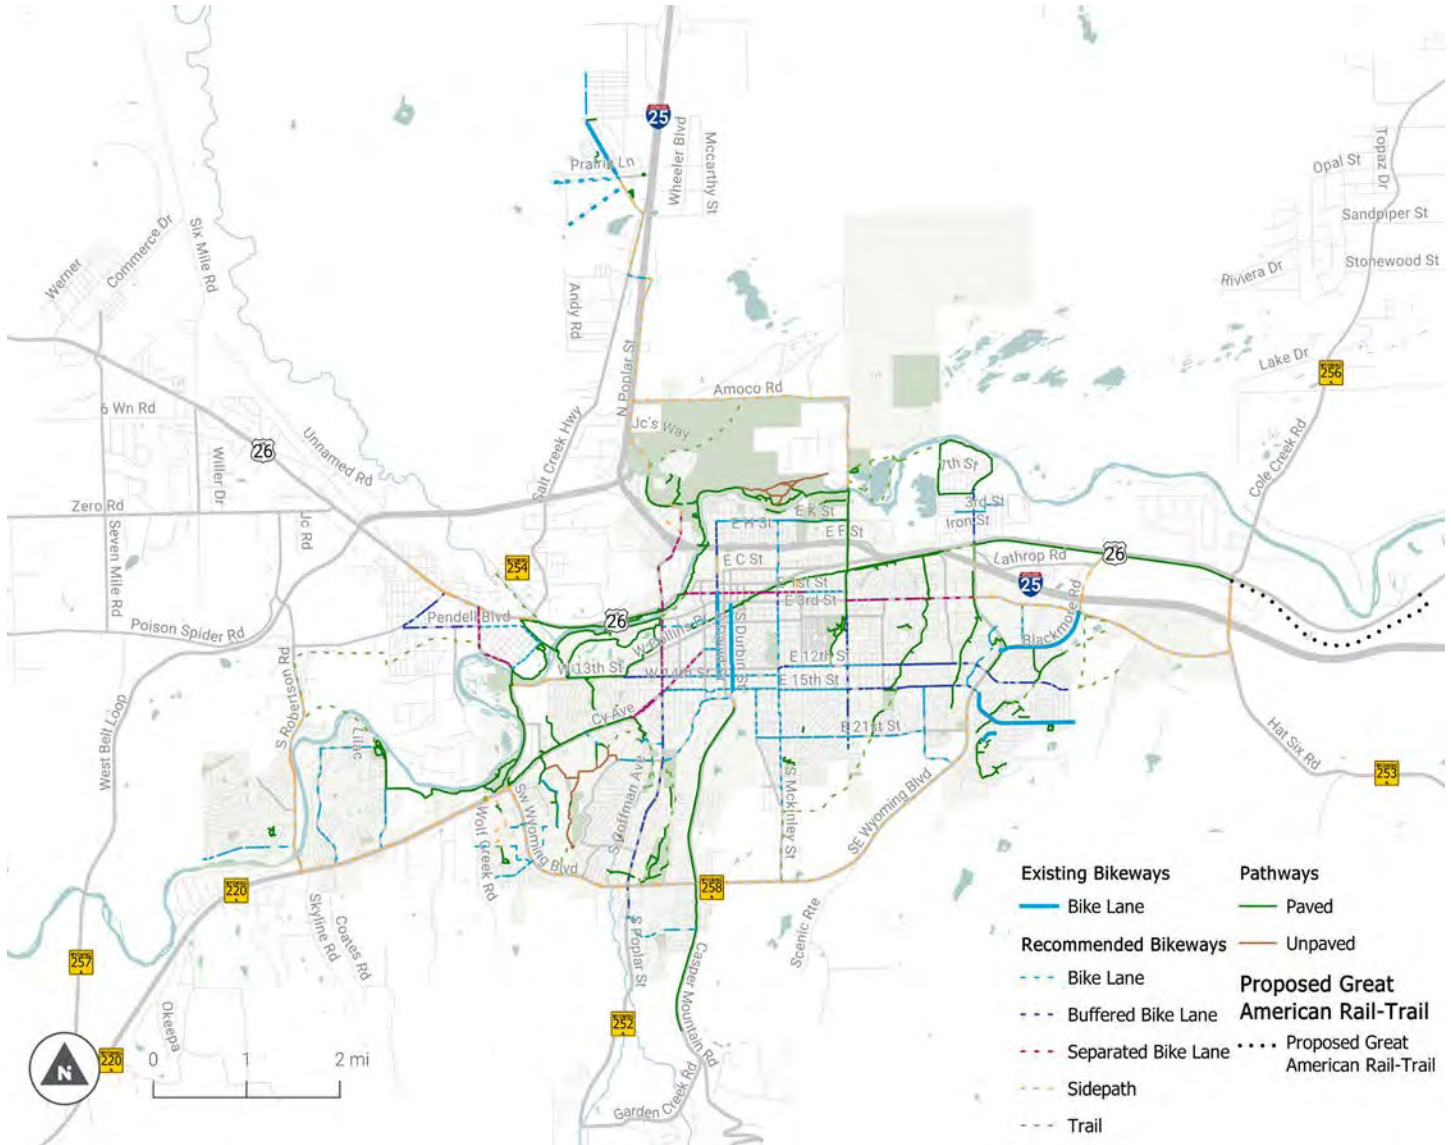 25
Wheeler Blvd
Mccarthy St
Prairie Ln
Topaz Dr
Opal St
Sandpiper St
Stonewood St
Riviera Dr
Commerce Dr
Werner
Six Mile Rd
Andy Rd
N Poplar St
Lake Dr
256
Amoco Rd
Jc's Way
6 Wn Rd
26
Unnamed Rd
Willer Dr
Salt Creek Hwy
Cole Creek Rd
7th St
Zero Rd
3rd St
Iron St
E K St
E H St
E F St
Seven Mile Rd
Jc Rd
E C St
Lathrop Rd
26
254
E 1st St
25
E 3rd St
Pendell Blvd
26
Poison Spider Rd
W Collins Dr
S Durbin St
Blackmore Rd
E 12th St
W 13th St
W 14th St
E 15th St
S Robertson Rd
West Belt Loop
Lilac
Cy Ave
E 21st St
Hat Six Rd
253
S Mckinley St
SE Wyoming Blvd
Sw Wyoming Blvd
S Coffman Ave
Wolf Creek Rd
220
258
Skyline Rd
Coates Rd
Scenic Rte
S Poplar St
Casper Mountain Rd
257
Okeepa
252
220
Garden Creek Rd
N
0 1 2 mi
Existing Bikeways
Bike Lane
Recommended Bikeways
Bike Lane
Buffered Bike Lane
Separated Bike Lane
Sidepath
Trail
Pathways
Paved
Unpaved
Proposed Great
American Rail-Trail
Proposed Great
American Rail-Trail